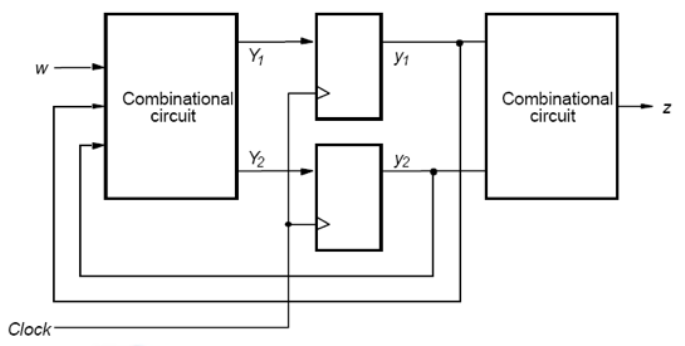 Y₁
y₁
w
Combinational
circuit
Combinational
circuit
z
Y₂
y₂
Clock